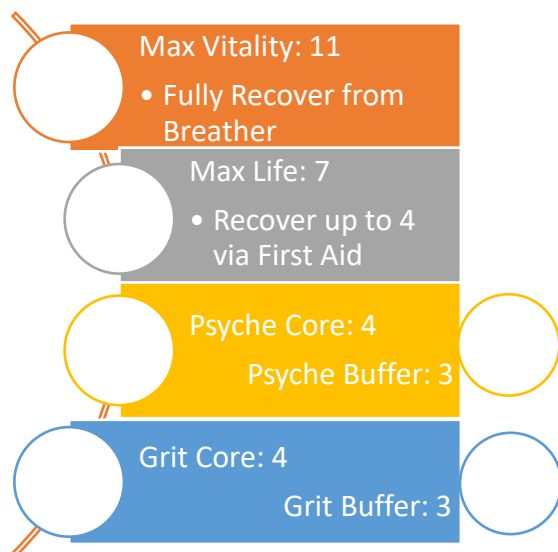 Max Vitality: 11
• Fully Recover from
Breather
Max Life: 7
• Recover up to 4
via First Aid
Psyche Core: 4
Psyche Buffer: 3
Grit Core: 4
Grit Buffer: 3